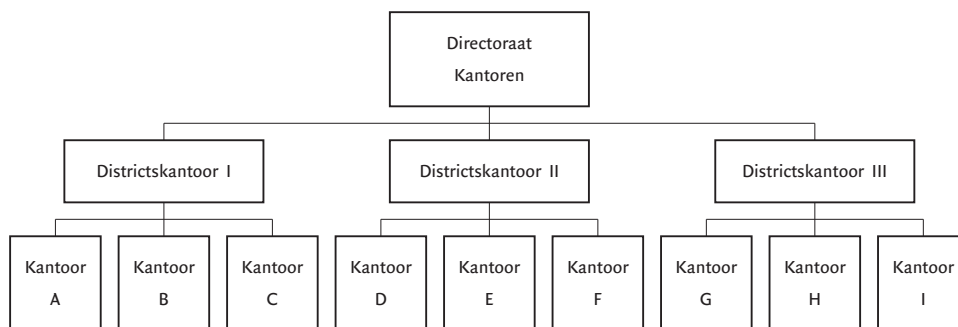 Directoraat
Kantoren
Districtskantoor I
Districtskantoor II
Districtskantoor III
Kantoor
A
Kantoor
B
Kantoor
C
Kantoor
D
Kantoor
E
Kantoor
F
Kantoor
G
Kantoor
H
Kantoor
I